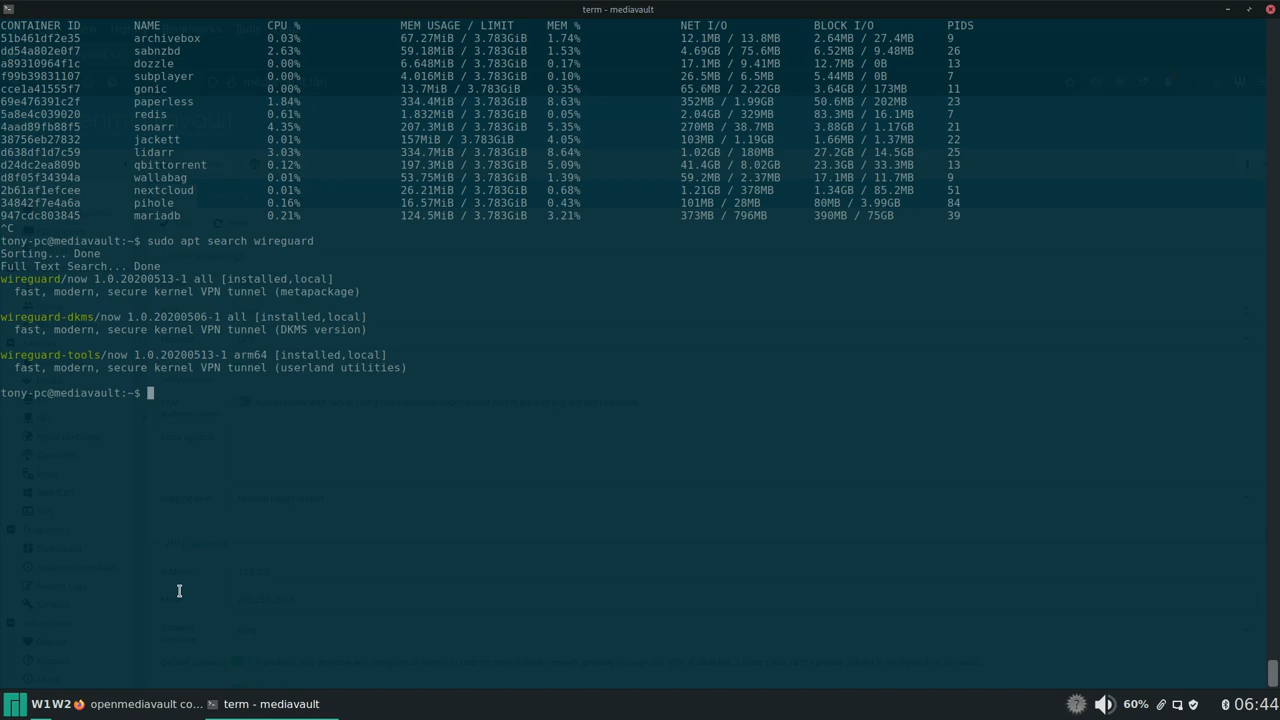 term - mediavault
CONTAINER ID NAME CPU % MEM USAGE / LIMIT MEM % NET I/O BLOCK I/O PIDS
51b461df2e35 archivebox 0.03% 67.27MiB / 3.783GiB 1.74% 12.1MB / 13.8MB 2.64MB / 27.4MB 9
dd54a802e0f7 sabnzbd 2.63% 59.18MiB / 3.783GiB 1.53% 4.69GB / 75.6MB 6.52MB / 9.48MB 26
a89310964f1c dozzle 0.00% 6.648MiB / 3.783GiB 0.17% 17.1MB / 9.41MB 12.7MB / 0B 13
f99b39831107 subplayer 0.00% 4.016MiB / 3.783GiB 0.10% 26.5MB / 6.5MB 5.44MB / 0B 7
cce1a41555f7 gonic 0.00% 13.7MiB / 3.783GiB 0.35% 65.6MB / 2.22GB 3.64GB / 173MB 11
69e476391c2f paperless 1.84% 334.4MiB / 3.783GiB 8.63% 352MB / 1.99GB 50.6MB / 202MB 23
5a8e4c039010 redis 0.61% 1.832MiB / 3.783GiB 0.05% 2.04GB / 329MB 83.3MB / 16.1MB 7
4aad89fb88f5 sonarr 4.35% 207.3MiB / 3.783GiB 5.35% 270MB / 38.7MB 3.88GB / 1.17GB 21
38756eb27832 jackett 0.01% 157MiB / 3.783GiB 4.05% 103MB / 1.19GB 1.66MB / 1.37MB 22
d638df1d7c59 lidarr 3.03% 334.7MiB / 3.783GiB 8.64% 1.02GB / 180MB 27.2GB / 14.5GB 25
d24dc2ea809b qbittorrent 0.12% 197.3MiB / 3.783GiB 5.09% 41.4GB / 8.02GB 23.3GB / 33.3GB 13
d8f05f34394a wallabag 0.01% 53.75MiB / 3.783GiB 1.39% 59.2MB / 2.37MB 17.1MB / 11.7MB 9
2b61af1efcee nextcloud 0.01% 26.21MiB / 3.783GiB 0.68% 1.21GB / 378MB 1.34GB / 85.2MB 51
34842f7e4a6a pihole 0.16% 16.57MiB / 3.783GiB 0.43% 101MB / 28MB 80MB / 3.99GB 84
947cdc803845 mariadb 0.21% 124.5MiB / 3.783GiB 3.21% 373MB / 796MB 390MB / 75GB 39
^C
tony-pc@mediavault:~$ sudo apt search wireguard
Sorting... Done
Full Text Search... Done
wireguard/now 1.0.20200513-1 all [installed,local]
fast, modern, secure kernel VPN tunnel (metapackage)
wireguard-dkms/now 1.0.20200506-1 all [installed,local]
fast, modern, secure kernel VPN tunnel (DKMS version)
wireguard-tools/now 1.0.20200513-1 arm64 [installed,local]
fast, modern, secure kernel VPN tunnel (userland utilities)
tony-pc@mediavault:~$
W1W2 openmediavault co... term - mediavault 60% 06:44